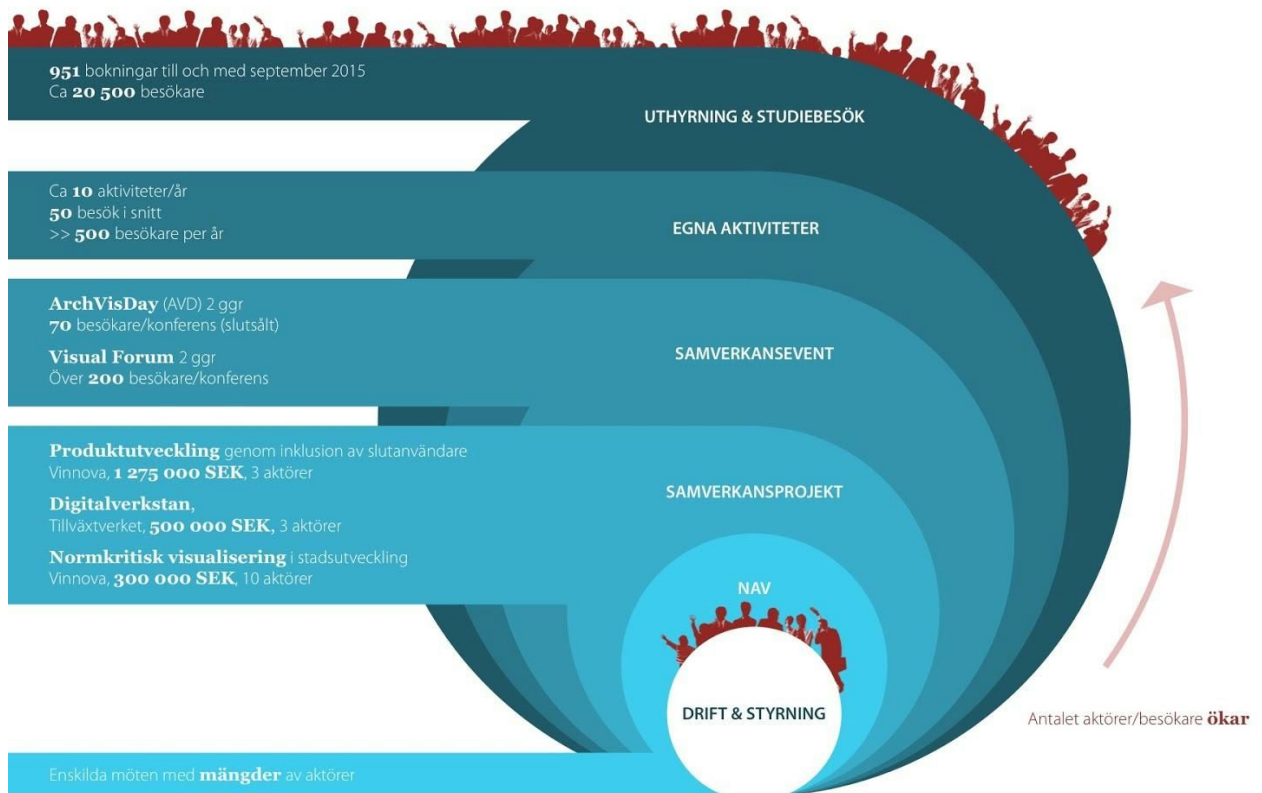 951 bokningar till och med september 2015
Ca 20 500 besökare
UTHYRNING & STUDIEBESÖK
Ca 10 aktiviteter/år
50 besök i snitt
>> 500 besökare per år
EGNA AKTIVITETER
ArchVisDay (AVD) 2 ggr
70 besökare/konferens (slutsålt)
Visual Forum 2 ggr
Över 200 besökare/konferens
SAMVERKANSEVENT
Produktutveckling genom inklusion av slutanvändare
Vinnova, 1 275 000 SEK, 3 aktörer
Digitalverkstan,
Tillväxtverket, 500 000 SEK, 3 aktörer
Normkritisk visualisering i stadsutveckling
Vinnova, 300 000 SEK, 10 aktörer
SAMVERKANSPROJEKT
NAV
DRIFT & STYRNING
Antalet aktörer/besökare ökar
Enskilda möten med mängder av aktörer